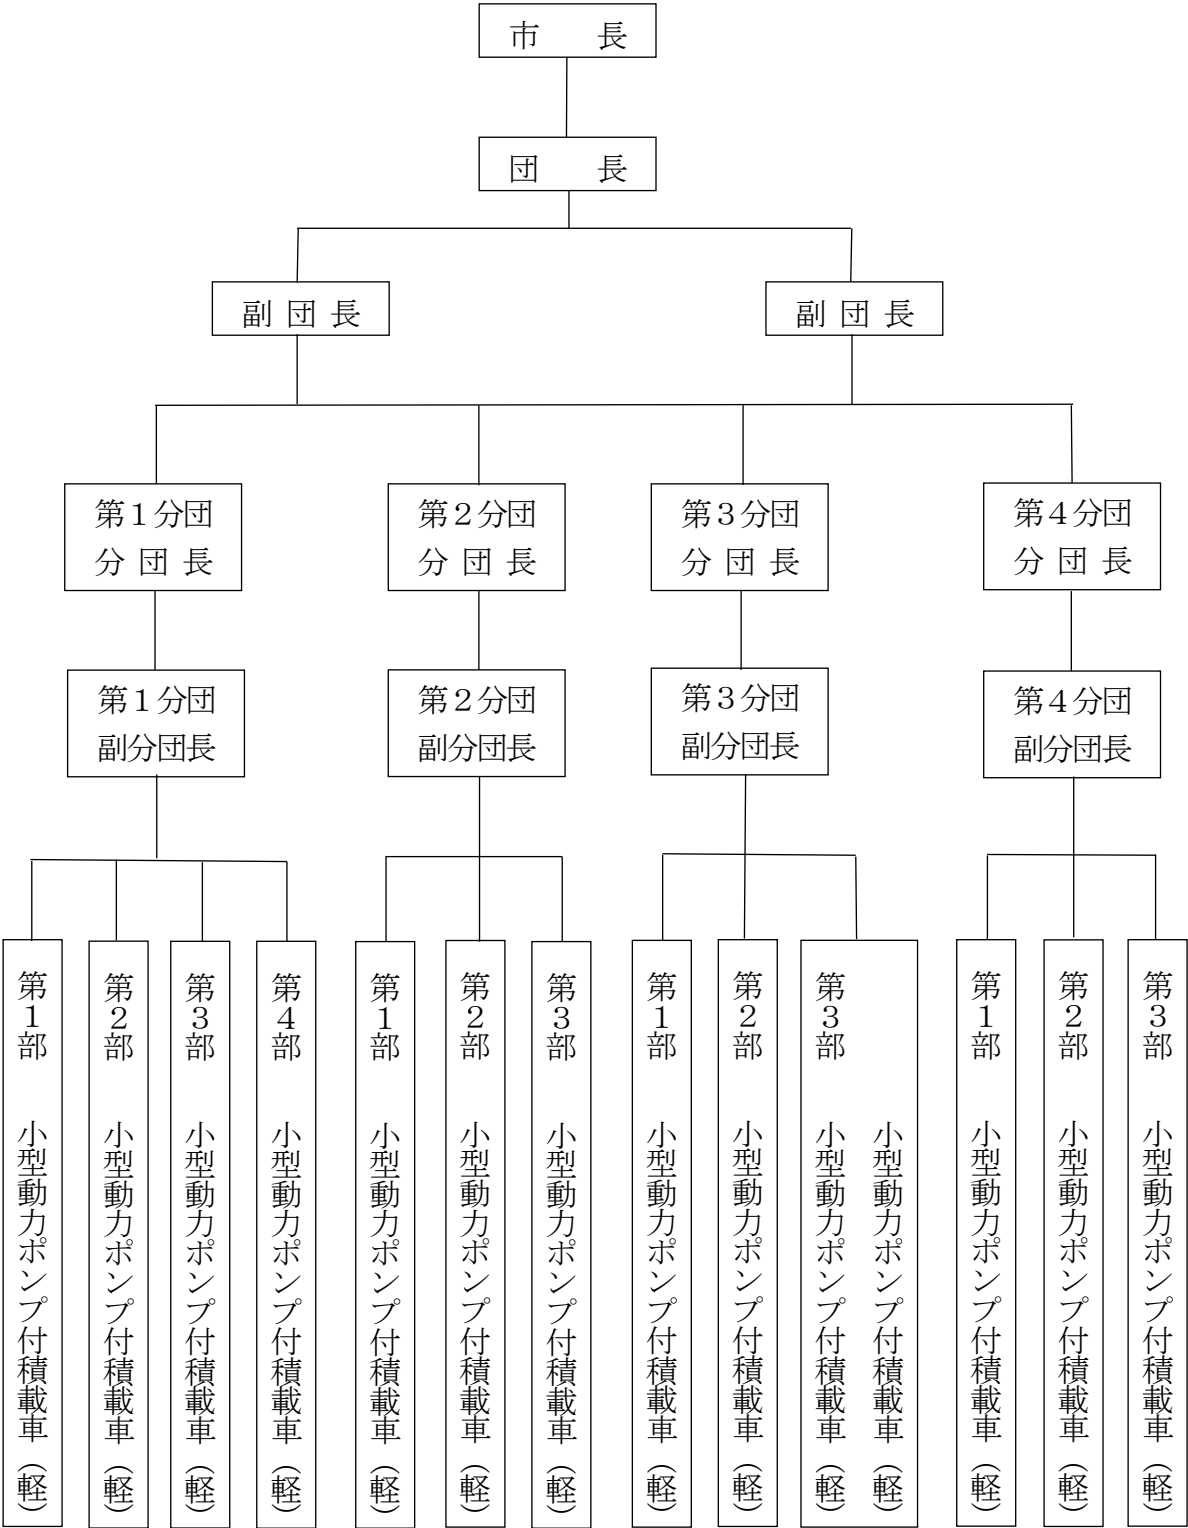 市　　長
団　　長
副 団 長
副 団 長
第１分団
分 団 長
第２分団
分 団 長
第３分団
分 団 長
第４分団
分 団 長
第１分団
副分団長
第２分団
副分団長
第３分団
副分団長
第４分団
副分団長
第１部　小型動力ポンプ付積載車（軽）
第２部　小型動力ポンプ付積載車（軽）
第３部　小型動力ポンプ付積載車（軽）
第４部　小型動力ポンプ付積載車（軽）
第１部　小型動力ポンプ付積載車（軽）
第２部　小型動力ポンプ付積載車（軽）
第３部　小型動力ポンプ付積載車（軽）
第１部　小型動力ポンプ付積載車（軽）
第２部　小型動力ポンプ付積載車（軽）
第３部　小型動力ポンプ付積載車（軽）
小型動力ポンプ付積載車（軽）
第１部　小型動力ポンプ付積載車（軽）
第２部　小型動力ポンプ付積載車（軽）
第３部　小型動力ポンプ付積載車（軽）